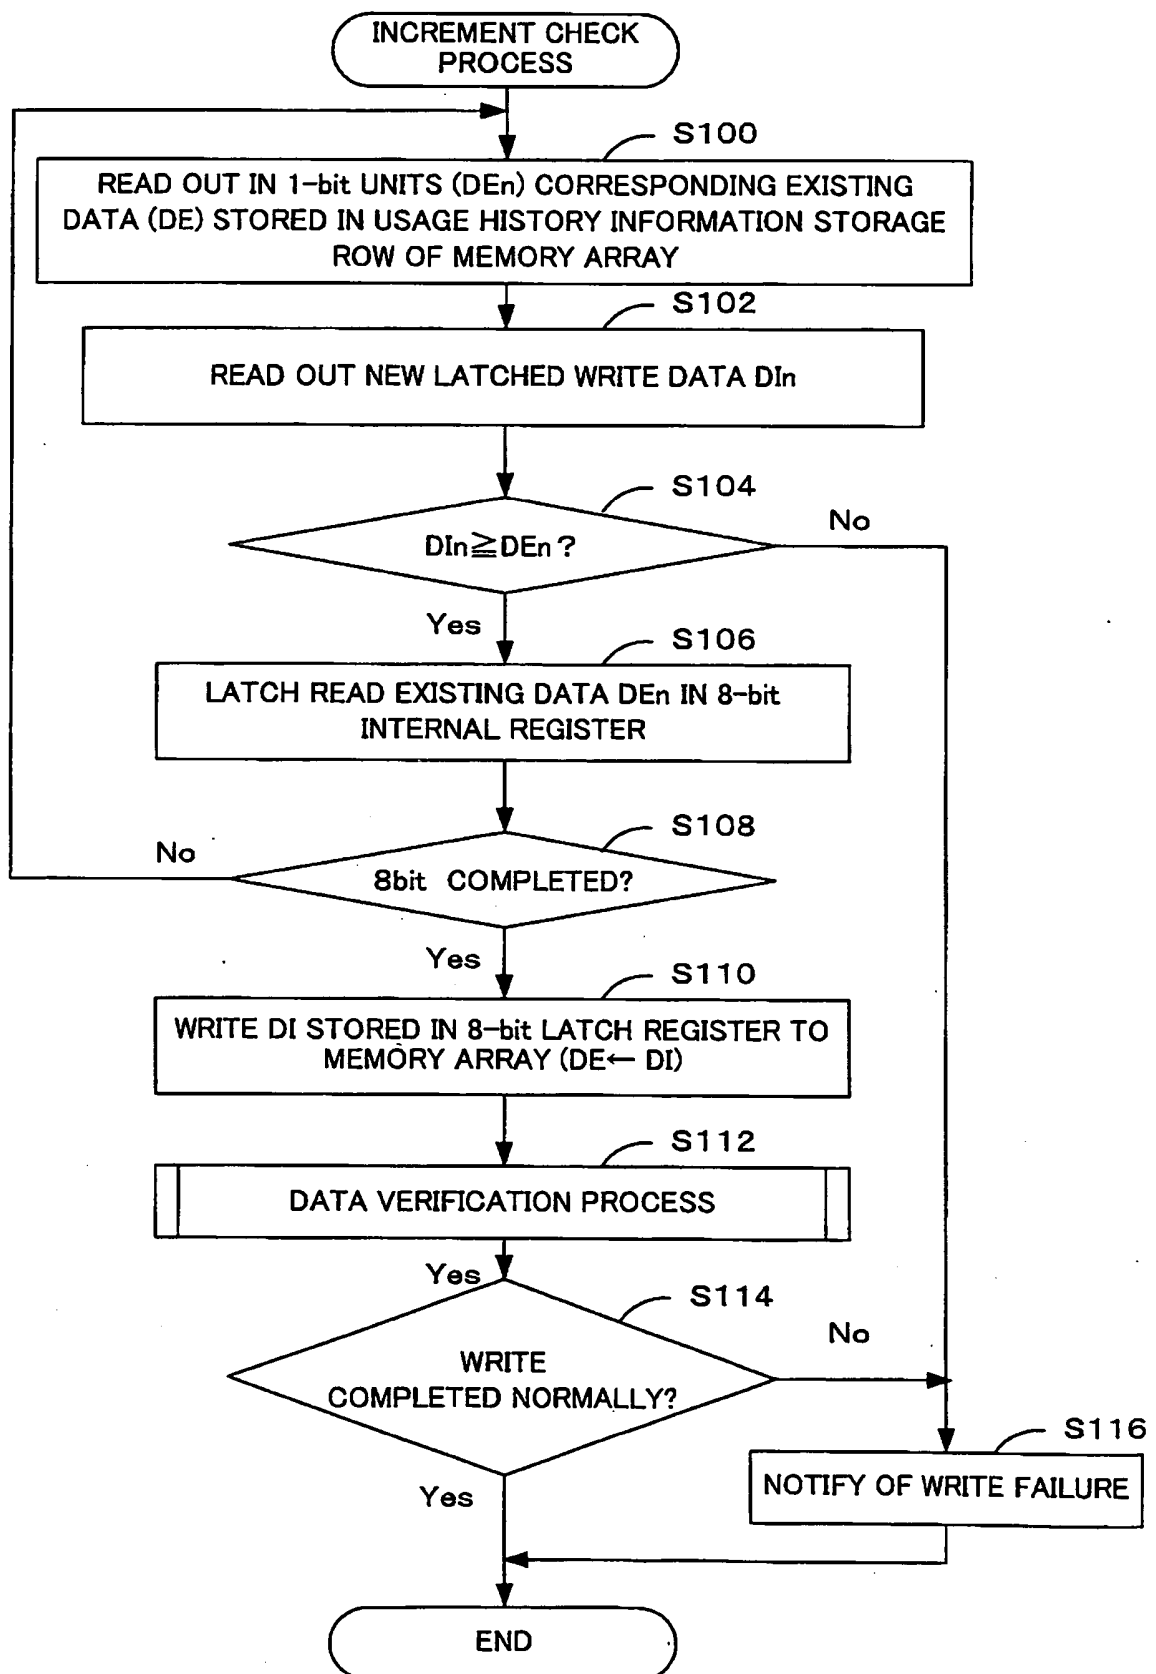 INCREMENT CHECK
PROCESS
S100
READ OUT IN 1-bit UNITS (DEn) CORRESPONDING EXISTING
DATA (DE) STORED IN USAGE HISTORY INFORMATION STORAGE
ROW OF MEMORY ARRAY
S102
READ OUT NEW LATCHED WRITE DATA DIn
S104
No
DIn≧DEn?
Yes
S106
LATCH READ EXISTING DATA DEn IN 8-bit
INTERNAL REGISTER
S108
No
8bit COMPLETED?
Yes
S110
WRITE DI STORED IN 8-bit LATCH REGISTER TO
MEMORY ARRAY (DE← DI)
S112
DATA VERIFICATION PROCESS
Yes
S114
No
WRITE
COMPLETED NORMALLY?
S116
NOTIFY OF WRITE FAILURE
Yes
END